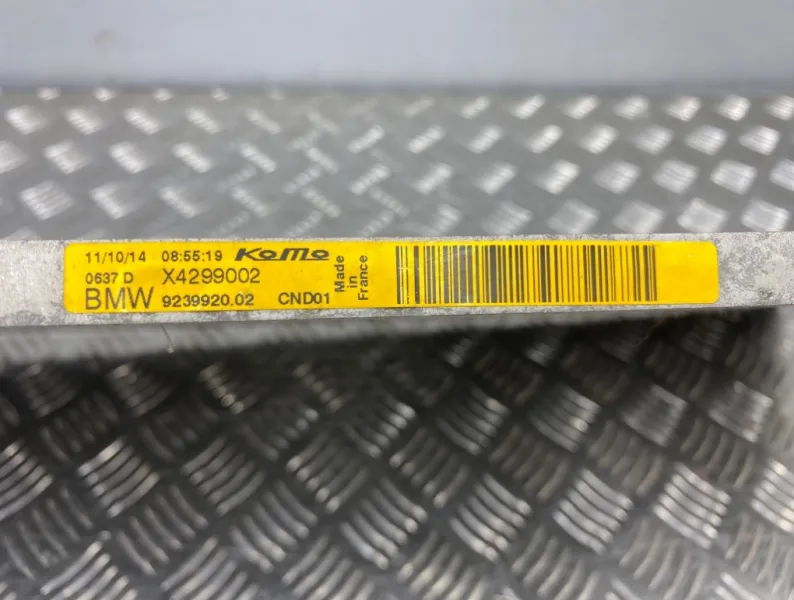 11/10/14 08:55:19 KoMo
0637 D X4299002
BMW 9239920.02 CND01
Made
in
France